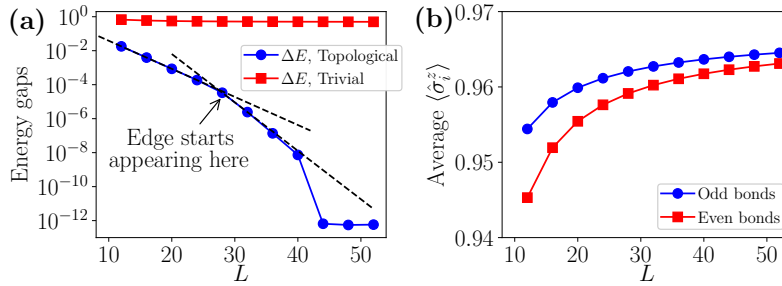 (a)
10^0
10^{-2}
10^{-4}
10^{-6}
10^{-8}
10^{-10}
10^{-12}
Energy gaps
ΔE, Topological
ΔE, Trivial
Edge starts
appearing here
10 20 30 40 50
L
(b)
0.97
0.96
0.95
0.94
Average ⟨σ̂_i^z⟩
Odd bonds
Even bonds
10 20 30 40 50
L